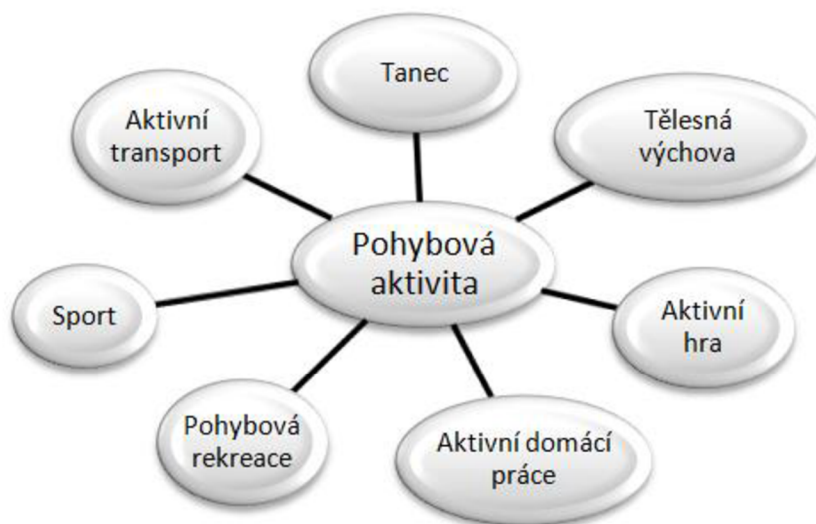 Tanec
Aktivní
transport
Tělesná
výchova
Pohybová
aktivita
Sport
Aktivní
hra
Pohybová
rekreace
Aktivní domácí
práce